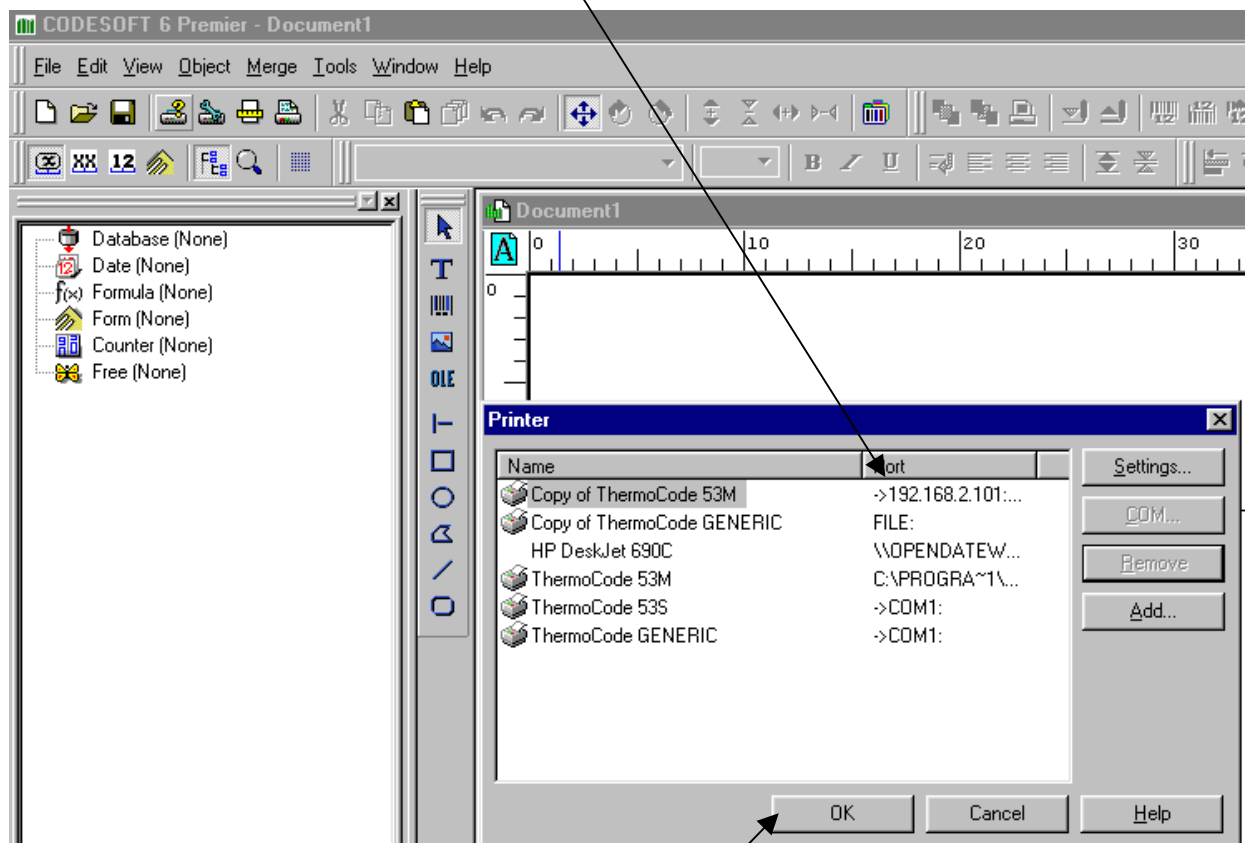 CODESOFT 6 Premier - Document1
File Edit View Object Merge Tools Window Help
XX 12 B I U
Database (None)
Date (None)
f(x) Formula (None)
Form (None)
Counter (None)
Free (None)
T
OLE
Document1
A 0 10 20 30
0
Printer
Name Port
Copy of ThermoCode 53M ->192.168.2.101:...
Copy of ThermoCode GENERIC FILE:
HP DeskJet 690C \\OPENDATEW...
ThermoCode 53M C:\PROGRA~1\...
ThermoCode 53S ->COM1:
ThermoCode GENERIC ->COM1:
Settings...
COM...
Remove
Add...
OK Cancel Help